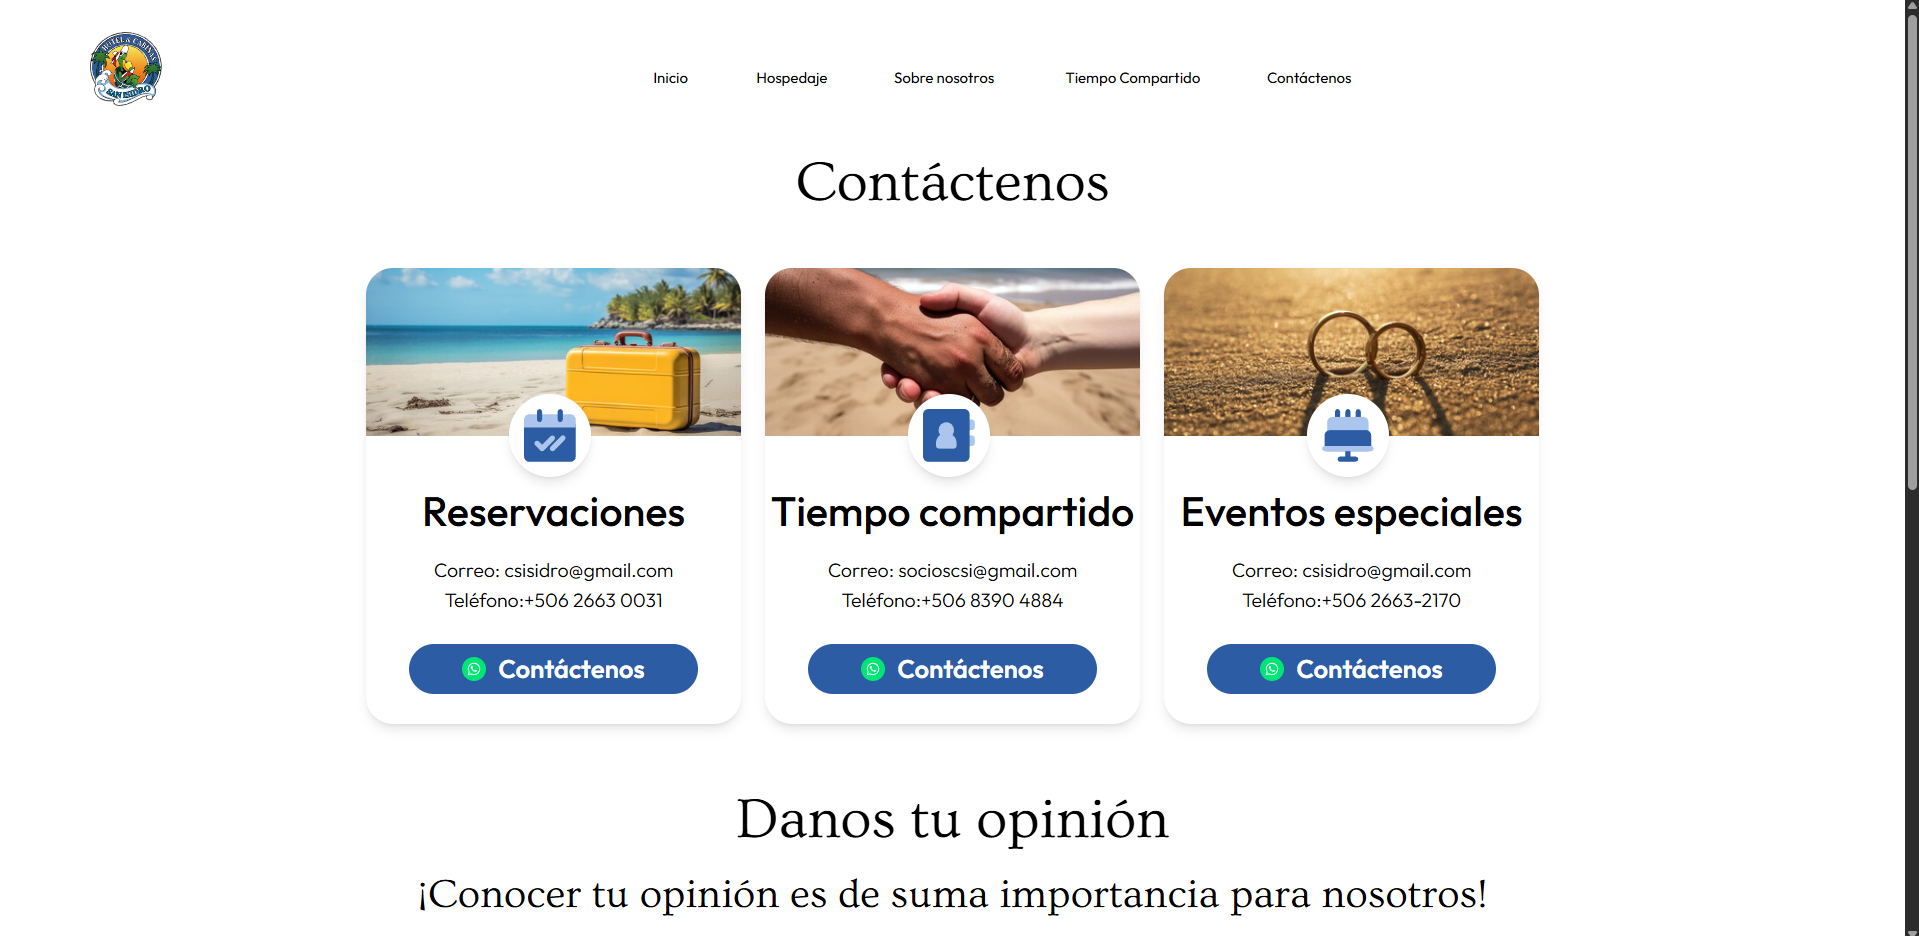 HOTEL & CABINAS
SAN ISIDRO
Inicio
Hospedaje
Sobre nosotros
Tiempo Compartido
Contáctenos
Contáctenos
Reservaciones
Correo: csisidro@gmail.com
Teléfono:+506 2663 0031
Contáctenos
Tiempo compartido
Correo: socioscsi@gmail.com
Teléfono:+506 8390 4884
Contáctenos
Eventos especiales
Correo: csisidro@gmail.com
Teléfono:+506 2663-2170
Contáctenos
Danos tu opinión
¡Conocer tu opinión es de suma importancia para nosotros!